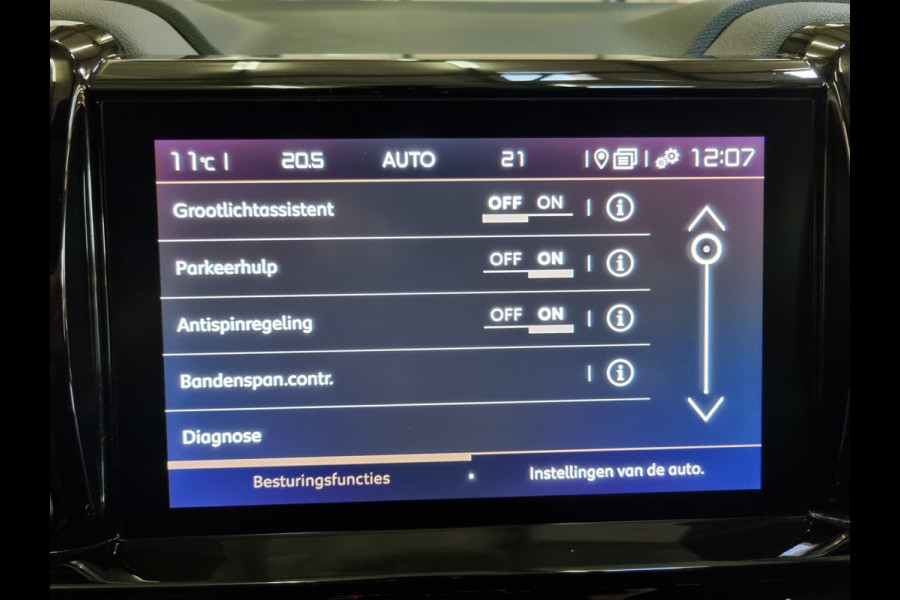 11°C 20.5 AUTO 21 12:07
Grootlichtassistent OFF ON
Parkeerhulp OFF ON
Antispinregeling OFF ON
Bandenspan.contr.
Diagnose
Besturingsfuncties Instellingen van de auto.